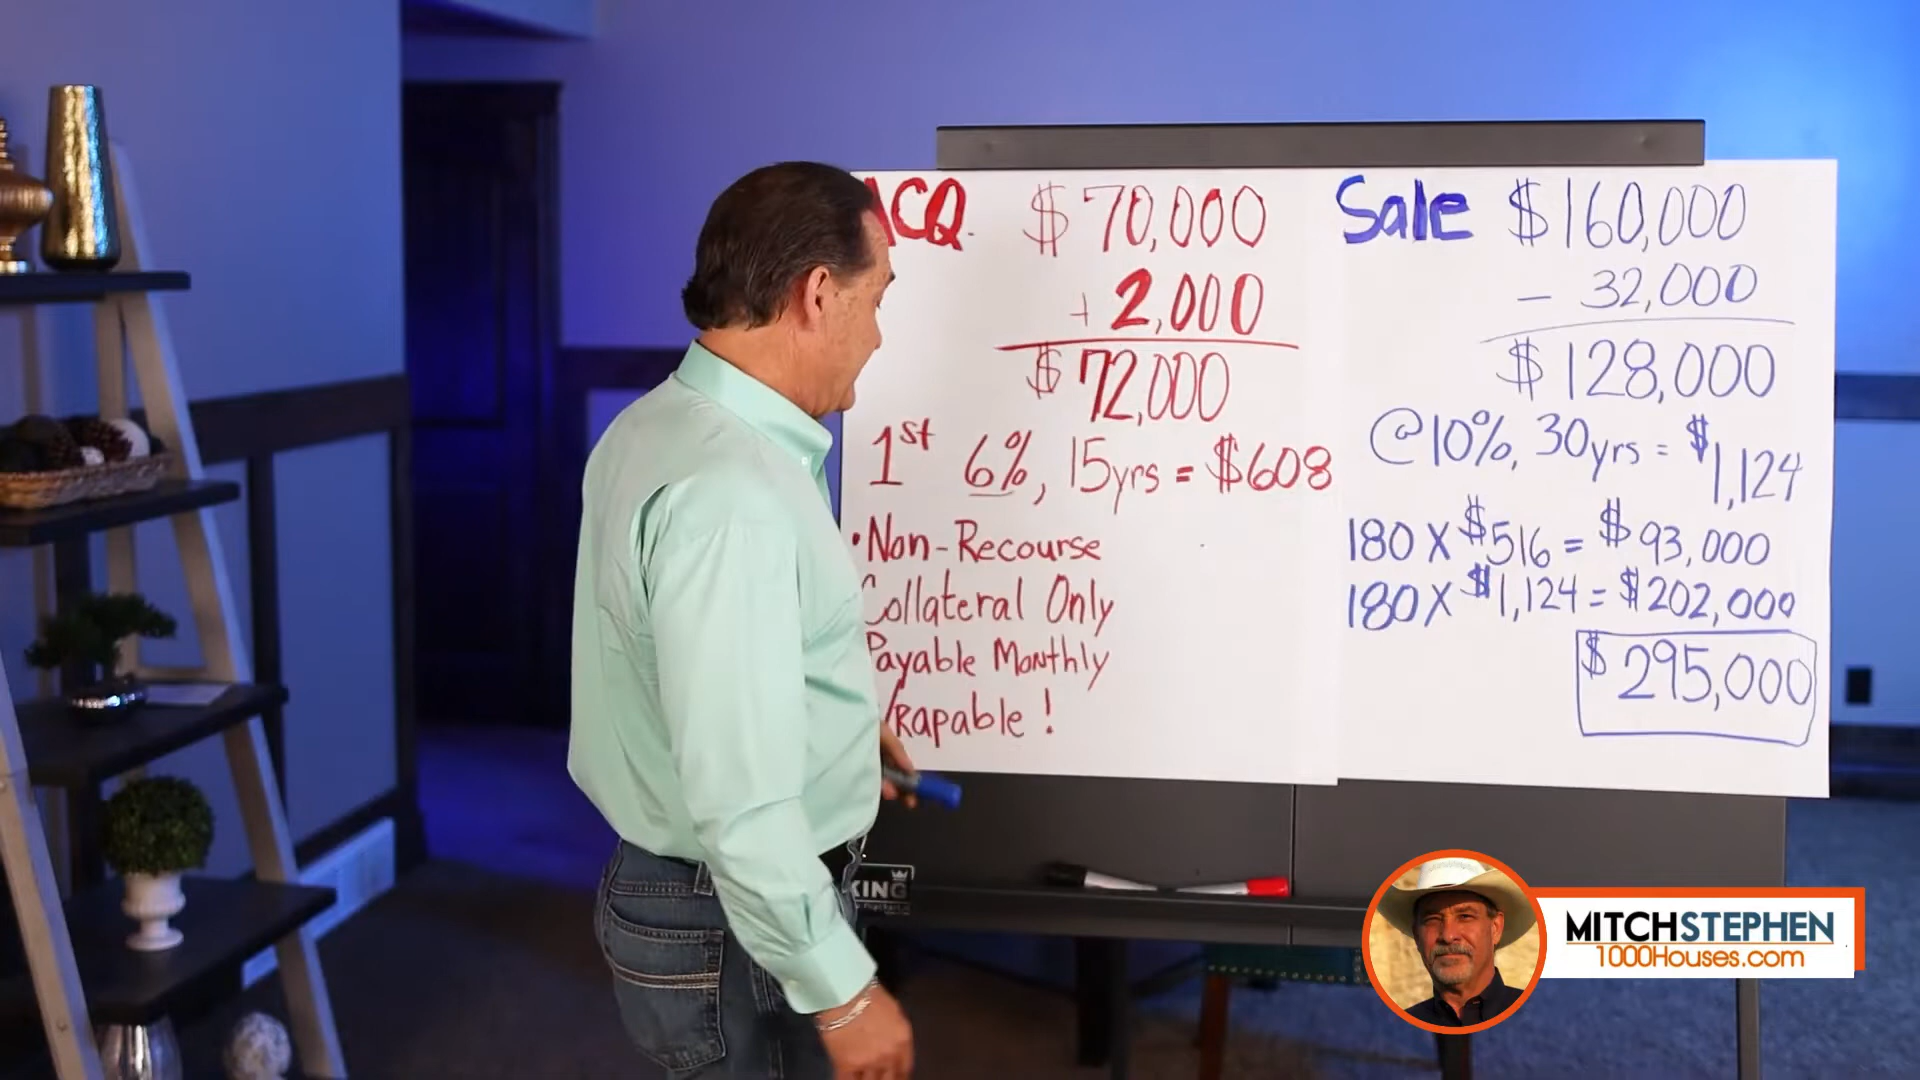 ACQ. $70,000
+ 2,000
$72,000
1st 6%, 15yrs = $608
• Non-Recourse
Collateral Only
Payable Monthly
Wrapable!
Sale $160,000
- 32,000
$128,000
@10%, 30yrs = $1,124
180 X $516 = $93,000
180 X $1,124 = $202,000
$295,000
KING
MITCHSTEPHEN
1000Houses.com